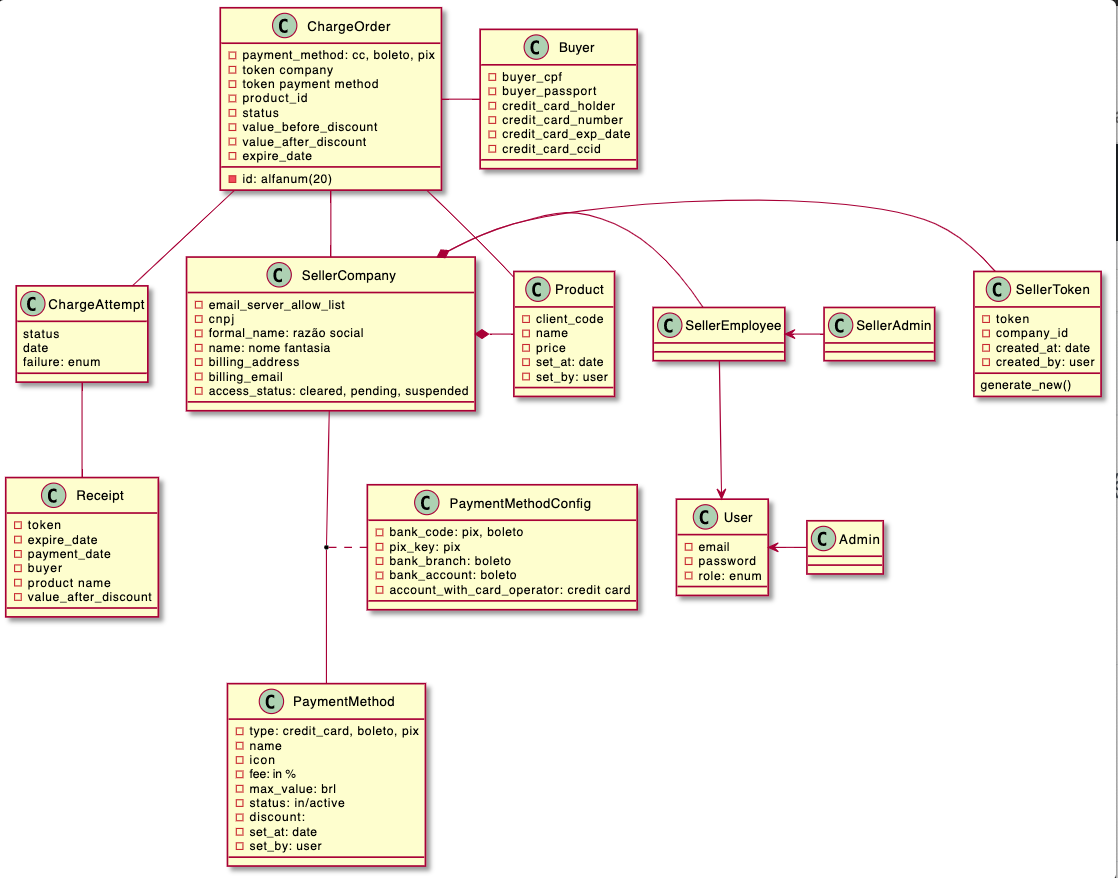 C ChargeOrder
payment_method: cc, boleto, pix
token company
token payment method
product_id
status
value_before_discount
value_after_discount
expire_date
id: alfanum(20)
C Buyer
buyer_cpf
buyer_passport
credit_card_holder
credit_card_number
credit_card_exp_date
credit_card_ccid
C ChargeAttempt
status
date
failure: enum
C SellerCompany
email_server_allow_list
cnpj
formal_name: razão social
name: nome fantasia
billing_address
billing_email
access_status: cleared, pending, suspended
C Product
client_code
name
price
set_at: date
set_by: user
C SellerEmployee
C SellerAdmin
C SellerToken
token
company_id
created_at: date
created_by: user
generate_new()
C Receipt
token
expire_date
payment_date
buyer
product name
value_after_discount
C PaymentMethodConfig
bank_code: pix, boleto
pix_key: pix
bank_branch: boleto
bank_account: boleto
account_with_card_operator: credit card
C User
email
password
role: enum
C Admin
C PaymentMethod
type: credit_card, boleto, pix
name
icon
fee: in %
max_value: brl
status: in/active
discount:
set_at: date
set_by: user